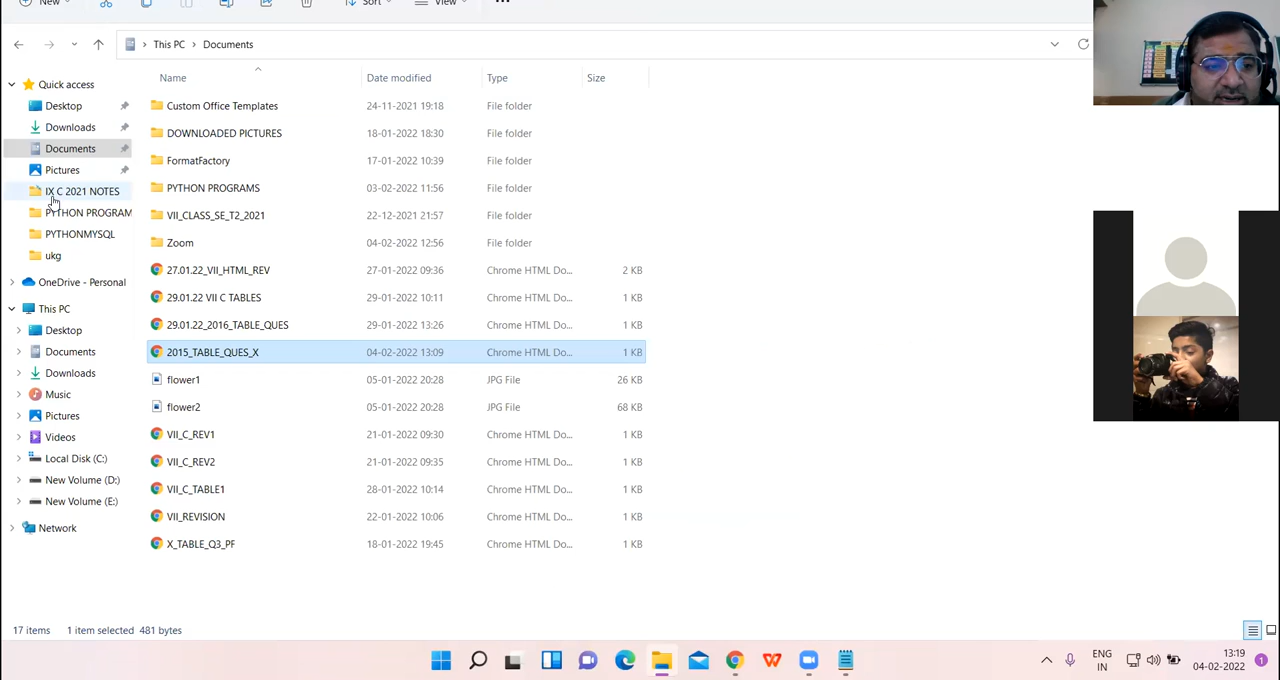 New Sort View
This PC Documents
Name Date modified Type Size
Quick access
Desktop
Downloads
Documents
Pictures
IX C 2021 NOTES
PYTHON PROGRAM
PYTHONMYSQL
ukg
OneDrive - Personal
This PC
Desktop
Documents
Downloads
Music
Pictures
Videos
Local Disk (C:)
New Volume (D:)
New Volume (E:)
Network
Custom Office Templates 24-11-2021 19:18 File folder
DOWNLOADED PICTURES 18-01-2022 18:30 File folder
FormatFactory 17-01-2022 10:39 File folder
PYTHON PROGRAMS 03-02-2022 11:56 File folder
VII_CLASS_SE_T2_2021 22-12-2021 21:57 File folder
Zoom 04-02-2022 12:56 File folder
27.01.22_VII_HTML_REV 27-01-2022 09:36 Chrome HTML Do... 2 KB
29.01.22 VII C TABLES 29-01-2022 10:11 Chrome HTML Do... 1 KB
29.01.22_2016_TABLE_QUES 29-01-2022 13:26 Chrome HTML Do... 1 KB
2015_TABLE_QUES_X 04-02-2022 13:09 Chrome HTML Do... 1 KB
flower1 05-01-2022 20:28 JPG File 26 KB
flower2 05-01-2022 20:28 JPG File 68 KB
VII_C_REV1 21-01-2022 09:30 Chrome HTML Do... 1 KB
VII_C_REV2 21-01-2022 09:35 Chrome HTML Do... 1 KB
VII_C_TABLE1 28-01-2022 10:14 Chrome HTML Do... 1 KB
VII_REVISION 22-01-2022 10:06 Chrome HTML Do... 1 KB
X_TABLE_Q3_PF 18-01-2022 19:45 Chrome HTML Do... 1 KB
17 items 1 item selected 481 bytes
ENG 13:19
IN 04-02-2022 1